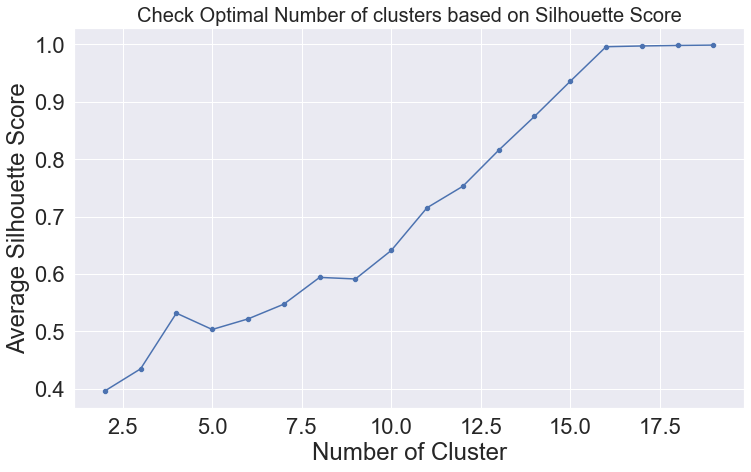 Check Optimal Number of clusters based on Silhouette Score
Average Silhouette Score
1.0
0.9
0.8
0.7
0.6
0.5
0.4
2.5 5.0 7.5 10.0 12.5 15.0 17.5
Number of Cluster